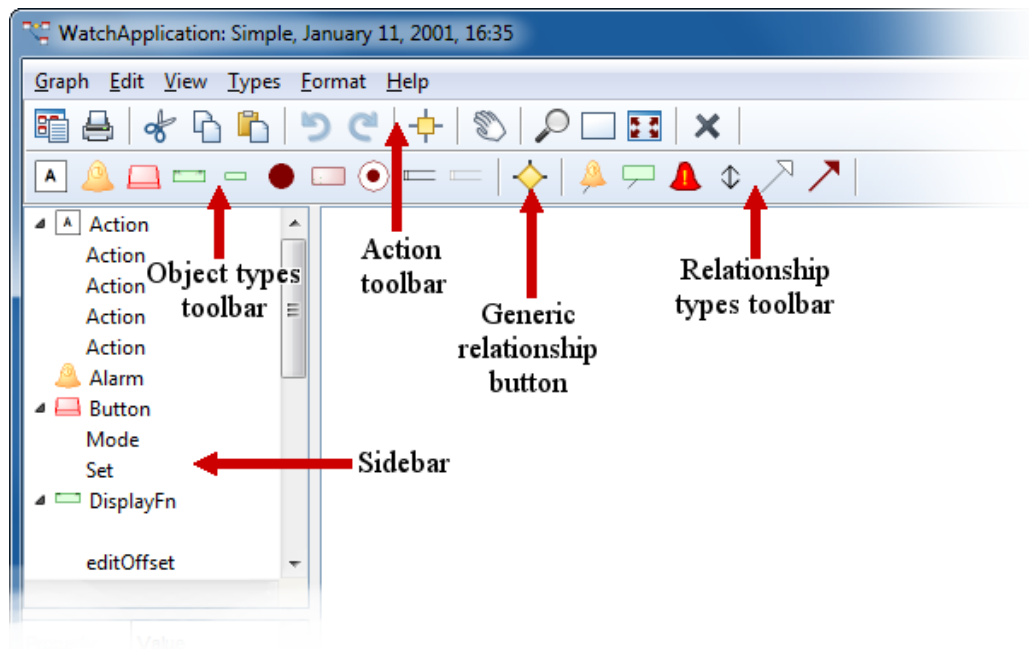 WatchApplication: Simple, January 11, 2001, 16:35
Graph Edit View Types Format Help
A
A Action
Action
Action
Action
Action
Alarm
Button
Mode
Set
DisplayFn
editOffset
Object types
toolbar
Action
toolbar
Generic
relationship
button
Relationship
types toolbar
Sidebar
Value